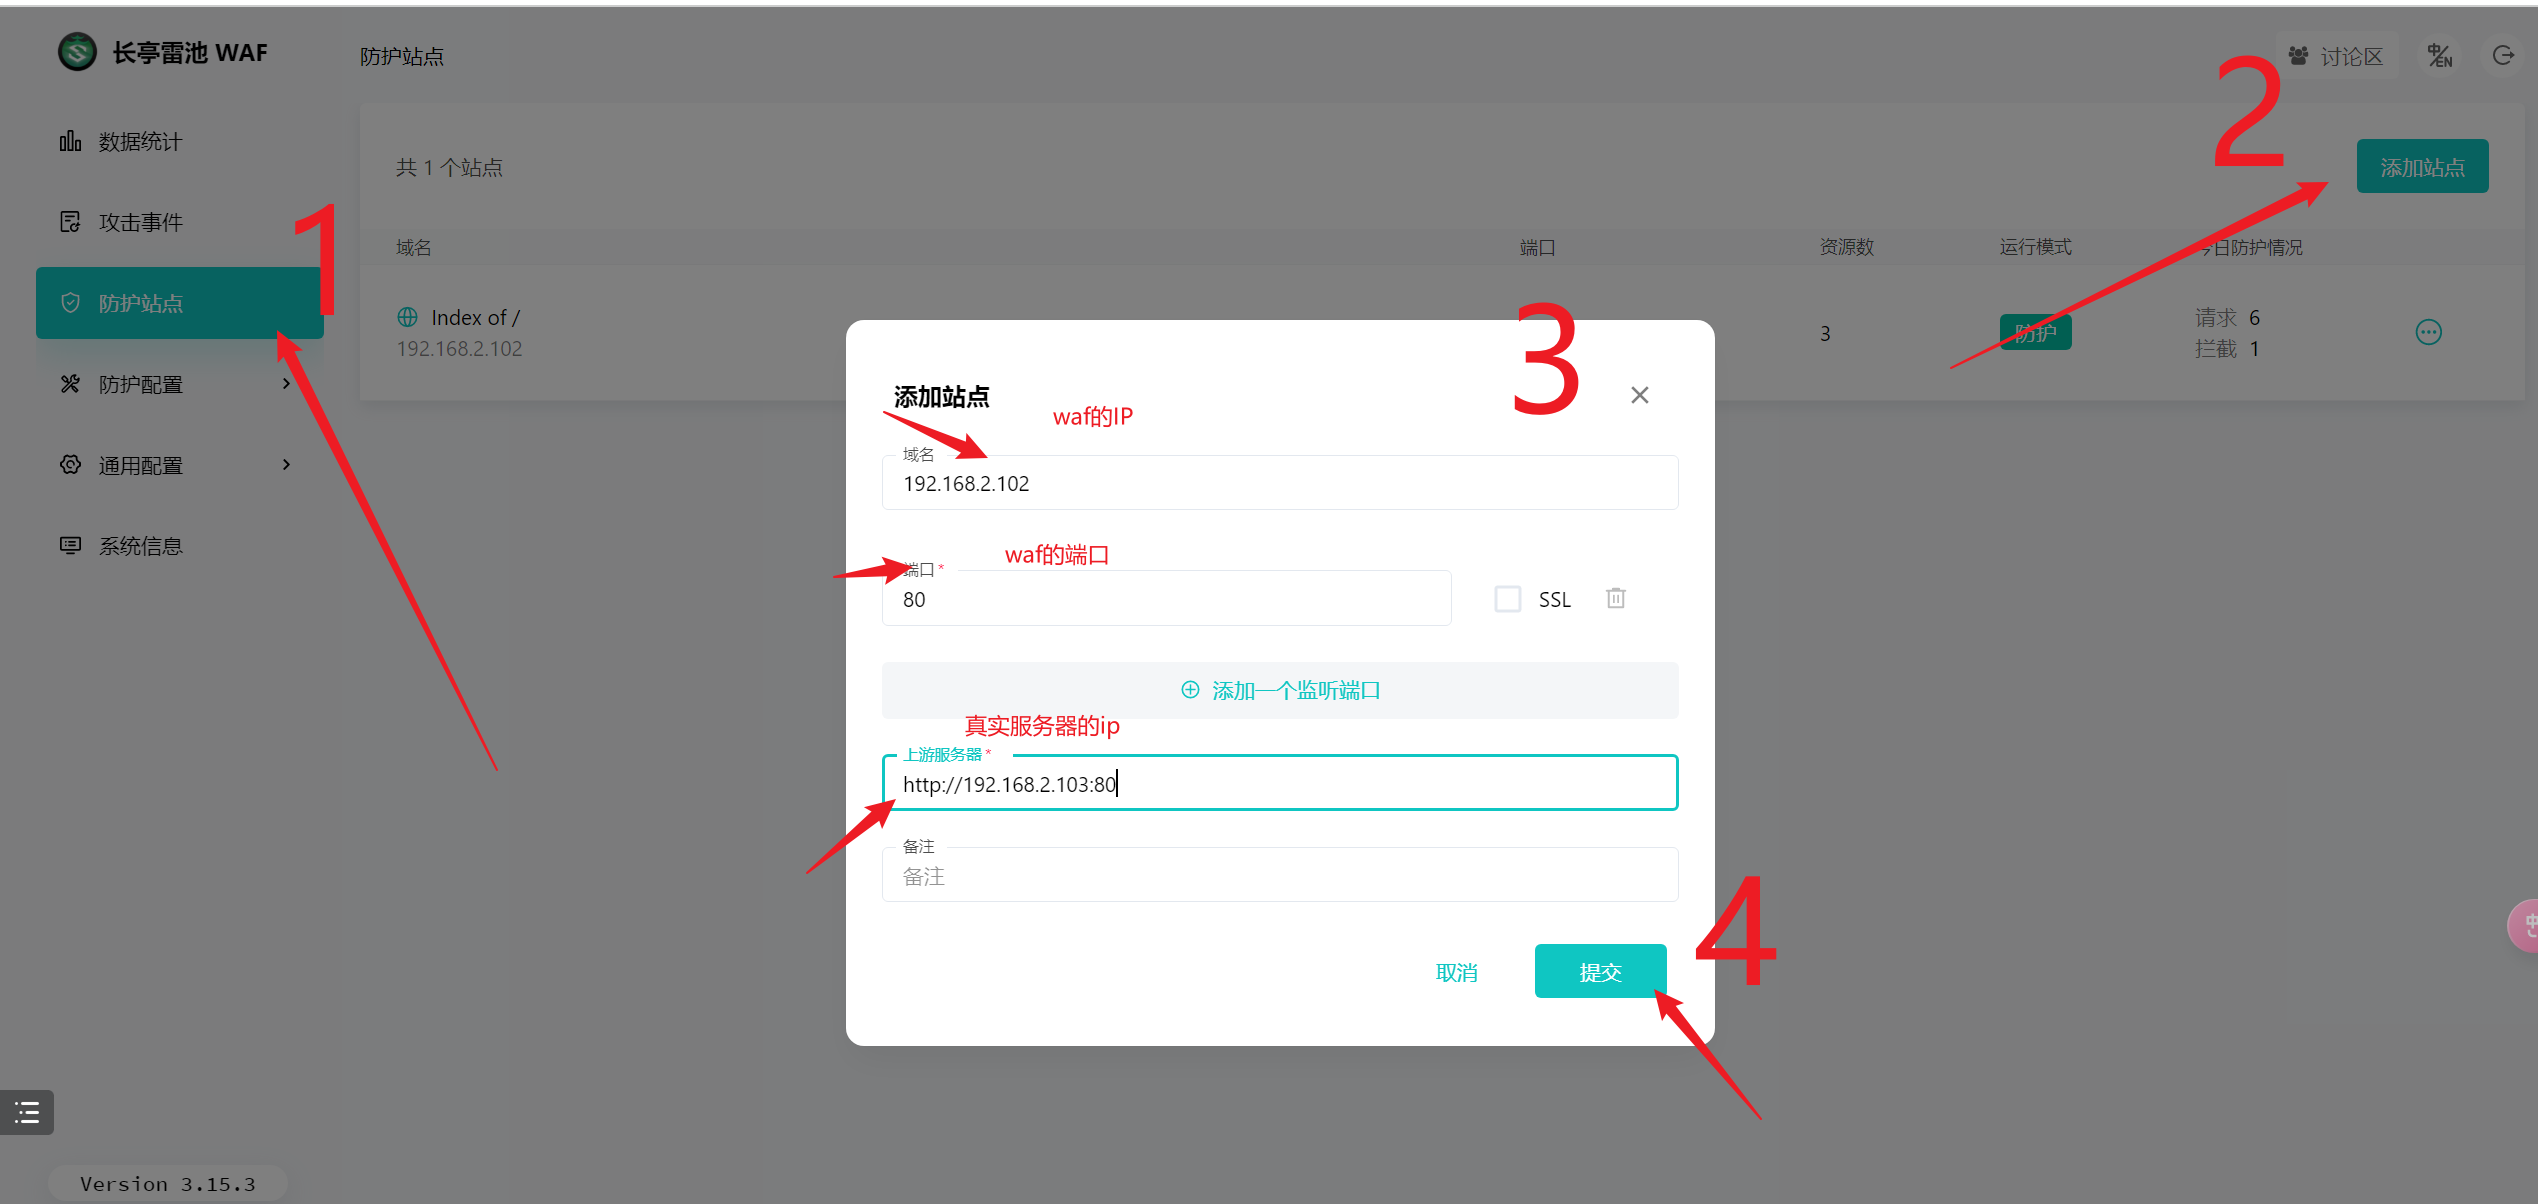 长亭雷池 WAF
防护站点
讨论区
中/EN
数据统计
攻击事件
防护站点
防护配置
通用配置
系统信息
Version 3.15.3
1
2
共 1 个站点
添加站点
域名
端口
资源数
运行模式
今日防护情况
Index of /
192.168.2.102
3
防护
请求 6
拦截 1
3
添加站点
waf的IP
域名
192.168.2.102
waf的端口
端口 *
80
SSL
添加一个监听端口
真实服务器的ip
上游服务器 *
http://192.168.2.103:80
备注
备注
取消
提交
4